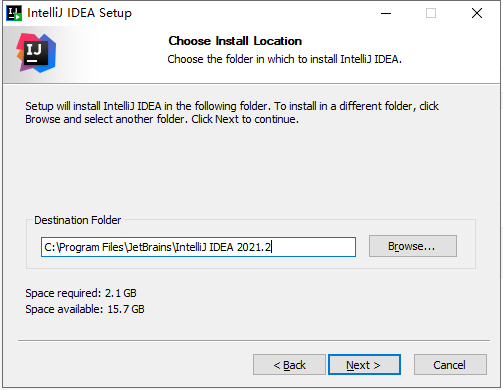 IntelliJ IDEA Setup
IJ
Choose Install Location
Choose the folder in which to install IntelliJ IDEA.
Setup will install IntelliJ IDEA in the following folder. To install in a different folder, click
Browse and select another folder. Click Next to continue.
Destination Folder
C:\Program Files\JetBrains\IntelliJ IDEA 2021.2
Browse...
Space required: 2.1 GB
Space available: 15.7 GB
< Back
Next >
Cancel